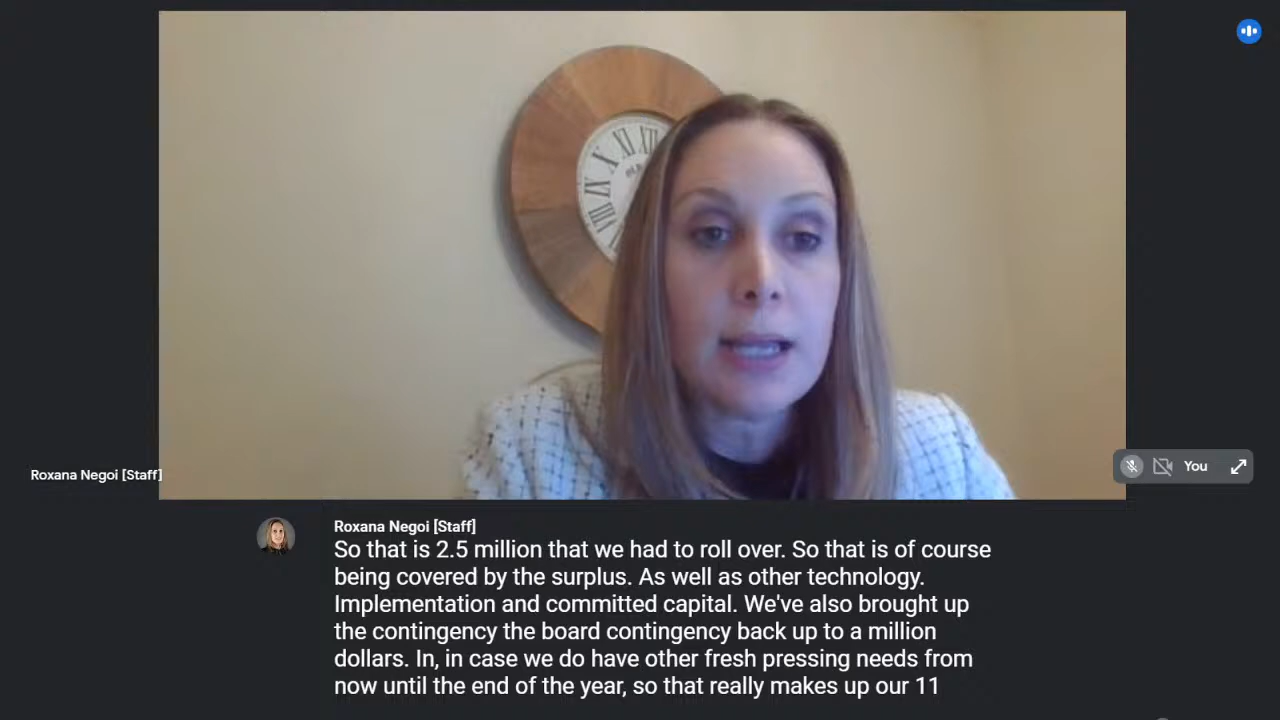 XII
XI
X
IX
VIII
Roxana Negoi [Staff]
You
Roxana Negoi [Staff]
So that is 2.5 million that we had to roll over. So that is of course
being covered by the surplus. As well as other technology.
Implementation and committed capital. We've also brought up
the contingency the board contingency back up to a million
dollars. In, in case we do have other fresh pressing needs from
now until the end of the year, so that really makes up our 11